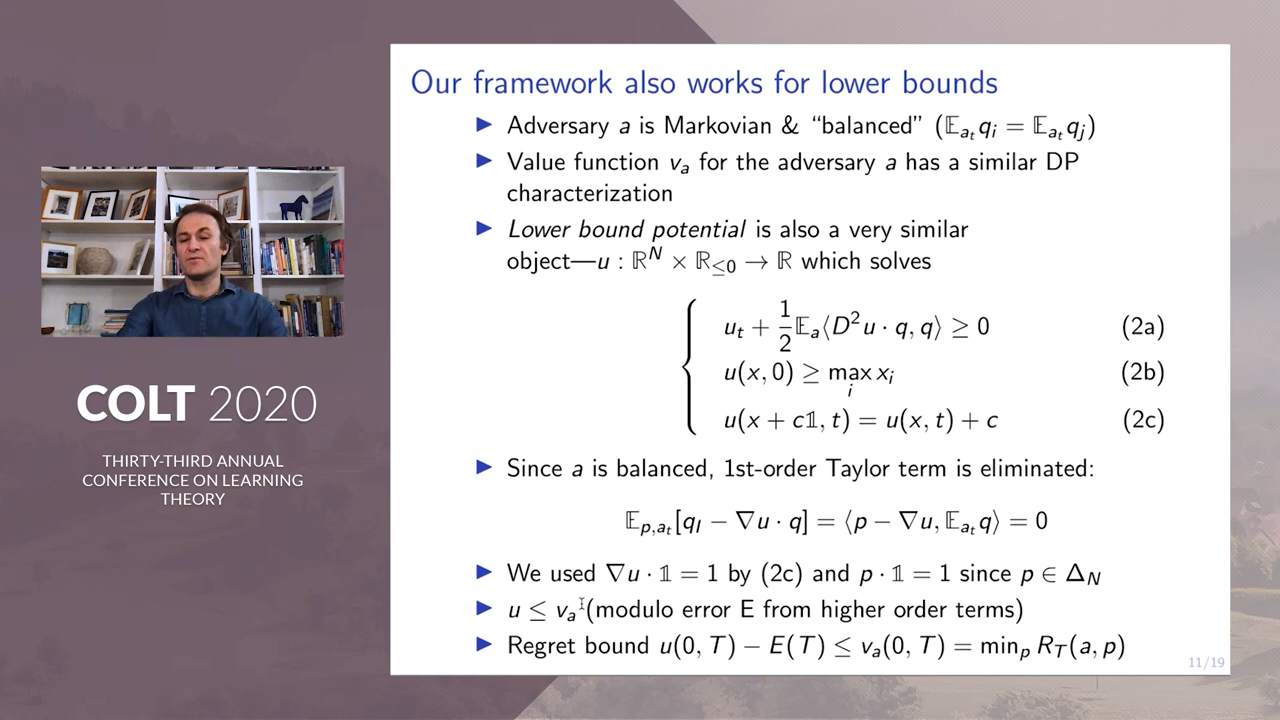 Our framework also works for lower bounds
▶ Adversary a is Markovian & “balanced” (𝔼_{a_t} q_i = 𝔼_{a_t} q_j)
▶ Value function v_a for the adversary a has a similar DP
characterization
▶ Lower bound potential is also a very similar
object—u : ℝ^N × ℝ_{≤0} → ℝ which solves
u_t + 1/2 𝔼_a⟨D²u · q, q⟩ ≥ 0 (2a)
u(x, 0) ≥ max_i x_i (2b)
u(x + c𝟙, t) = u(x, t) + c (2c)
▶ Since a is balanced, 1st-order Taylor term is eliminated:
𝔼_{p,a_t}[q_I − ∇u · q] = ⟨p − ∇u, 𝔼_{a_t} q⟩ = 0
▶ We used ∇u · 𝟙 = 1 by (2c) and p · 𝟙 = 1 since p ∈ Δ_N
▶ u ≤ v_a (modulo error E from higher order terms)
▶ Regret bound u(0, T) − E(T) ≤ v_a(0, T) = min_p R_T(a, p)
11/19
COLT 2020
THIRTY-THIRD ANNUAL
CONFERENCE ON LEARNING
THEORY